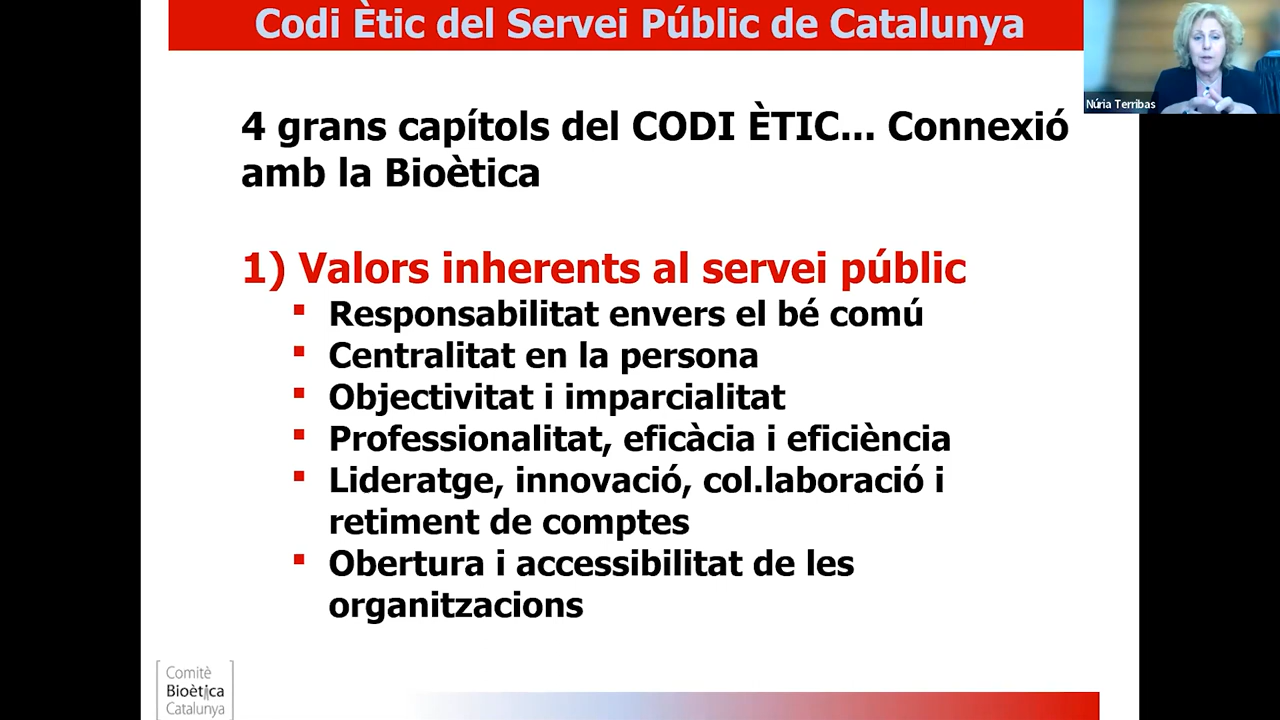 Codi Ètic del Servei Públic de Catalunya
Núria Terribas
4 grans capítols del CODI ÈTIC... Connexió
amb la Bioètica
1) Valors inherents al servei públic
▪ Responsabilitat envers el bé comú
▪ Centralitat en la persona
▪ Objectivitat i imparcialitat
▪ Professionalitat, eficàcia i eficiència
▪ Lideratge, innovació, col.laboració i
retiment de comptes
▪ Obertura i accessibilitat de les
organitzacions
Comitè
Bioètica
Catalunya